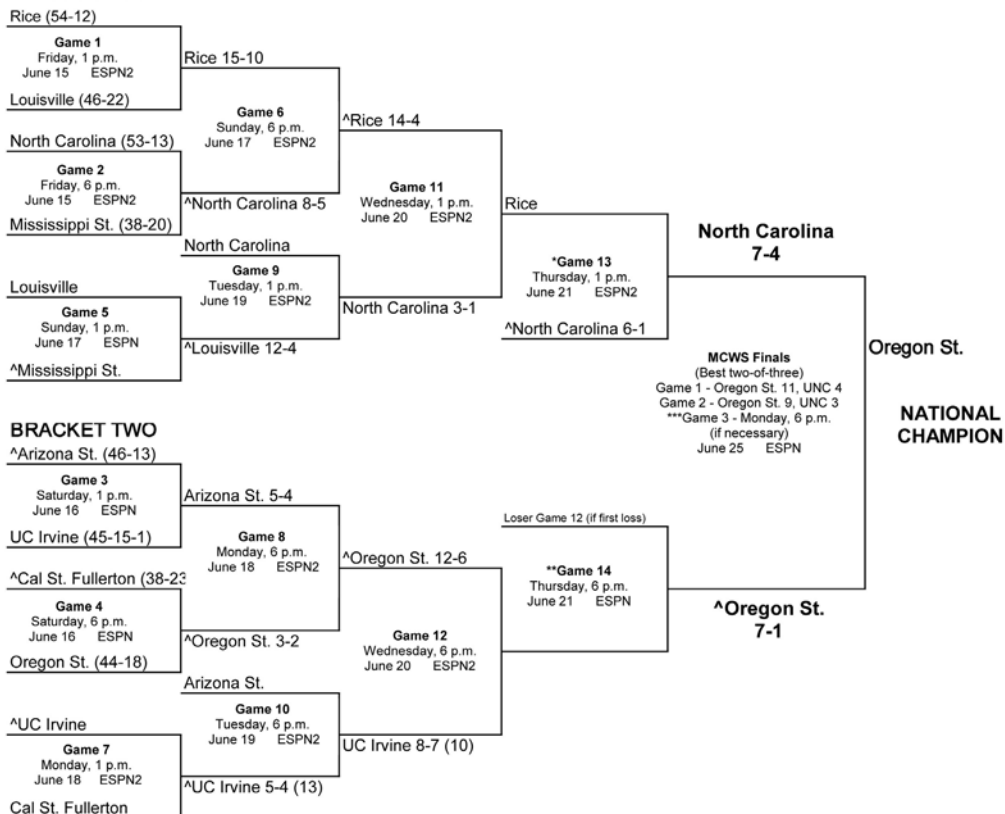 Rice (54-12)
Game 1
Friday, 1 p.m.
June 15 ESPN2
Louisville (46-22)
Rice 15-10
North Carolina (53-13)
Game 2
Friday, 6 p.m.
June 15 ESPN2
Mississippi St. (38-20)
Game 6
Sunday, 6 p.m.
June 17 ESPN2
^North Carolina 8-5
^Rice 14-4
Louisville
Game 5
Sunday, 1 p.m.
June 17 ESPN
^Mississippi St.
North Carolina
Game 9
Tuesday, 1 p.m.
June 19 ESPN2
^Louisville 12-4
North Carolina 3-1
Game 11
Wednesday, 1 p.m.
June 20 ESPN2
Rice
*Game 13
Thursday, 1 p.m.
June 21 ESPN2
^North Carolina 6-1
North Carolina
7-4
MCWS Finals
(Best two-of-three)
Game 1 - Oregon St. 11, UNC 4
Game 2 - Oregon St. 9, UNC 3
***Game 3 - Monday, 6 p.m.
(if necessary)
June 25 ESPN
Oregon St.
NATIONAL
CHAMPION
BRACKET TWO
^Arizona St. (46-13)
Game 3
Saturday, 1 p.m.
June 16 ESPN
UC Irvine (45-15-1)
Arizona St. 5-4
^Cal St. Fullerton (38-23
Game 4
Saturday, 6 p.m.
June 16 ESPN
Oregon St. (44-18)
Game 8
Monday, 6 p.m.
June 18 ESPN2
^Oregon St. 3-2
^Oregon St. 12-6
^UC Irvine
Game 7
Monday, 1 p.m.
June 18 ESPN2
Cal St. Fullerton
Arizona St.
Game 10
Tuesday, 6 p.m.
June 19 ESPN2
^UC Irvine 5-4 (13)
UC Irvine 8-7 (10)
Game 12
Wednesday, 6 p.m.
June 20 ESPN2
Loser Game 12 (if first loss)
**Game 14
Thursday, 6 p.m.
June 21 ESPN
^Oregon St.
7-1